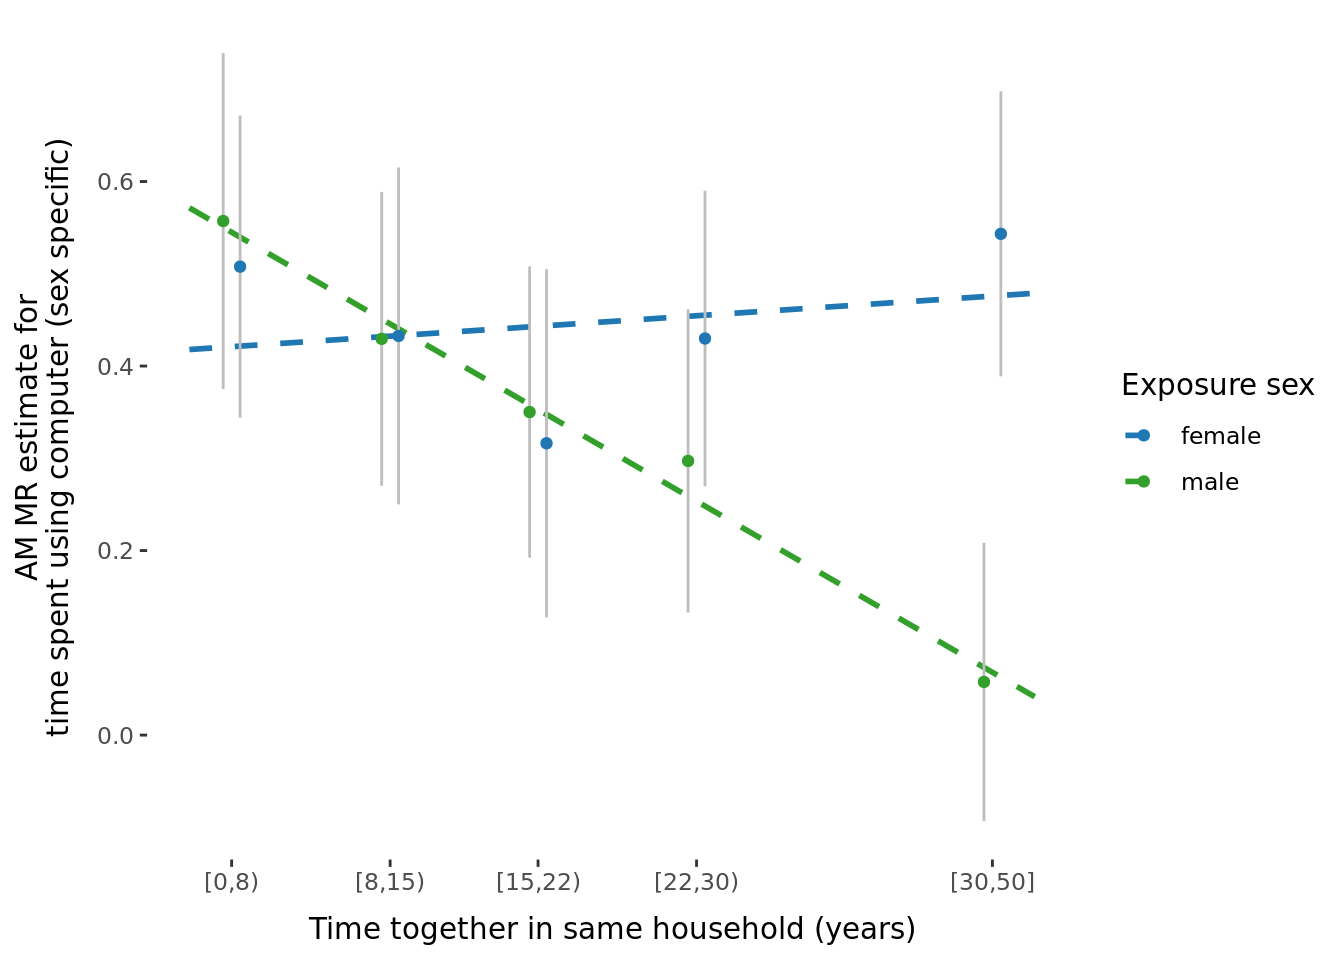 AM MR estimate for
time spent using computer (sex specific)
0.6
0.4
0.2
0.0
[0,8)
[8,15)
[15,22)
[22,30)
[30,50]
Time together in same household (years)
Exposure sex
female
male